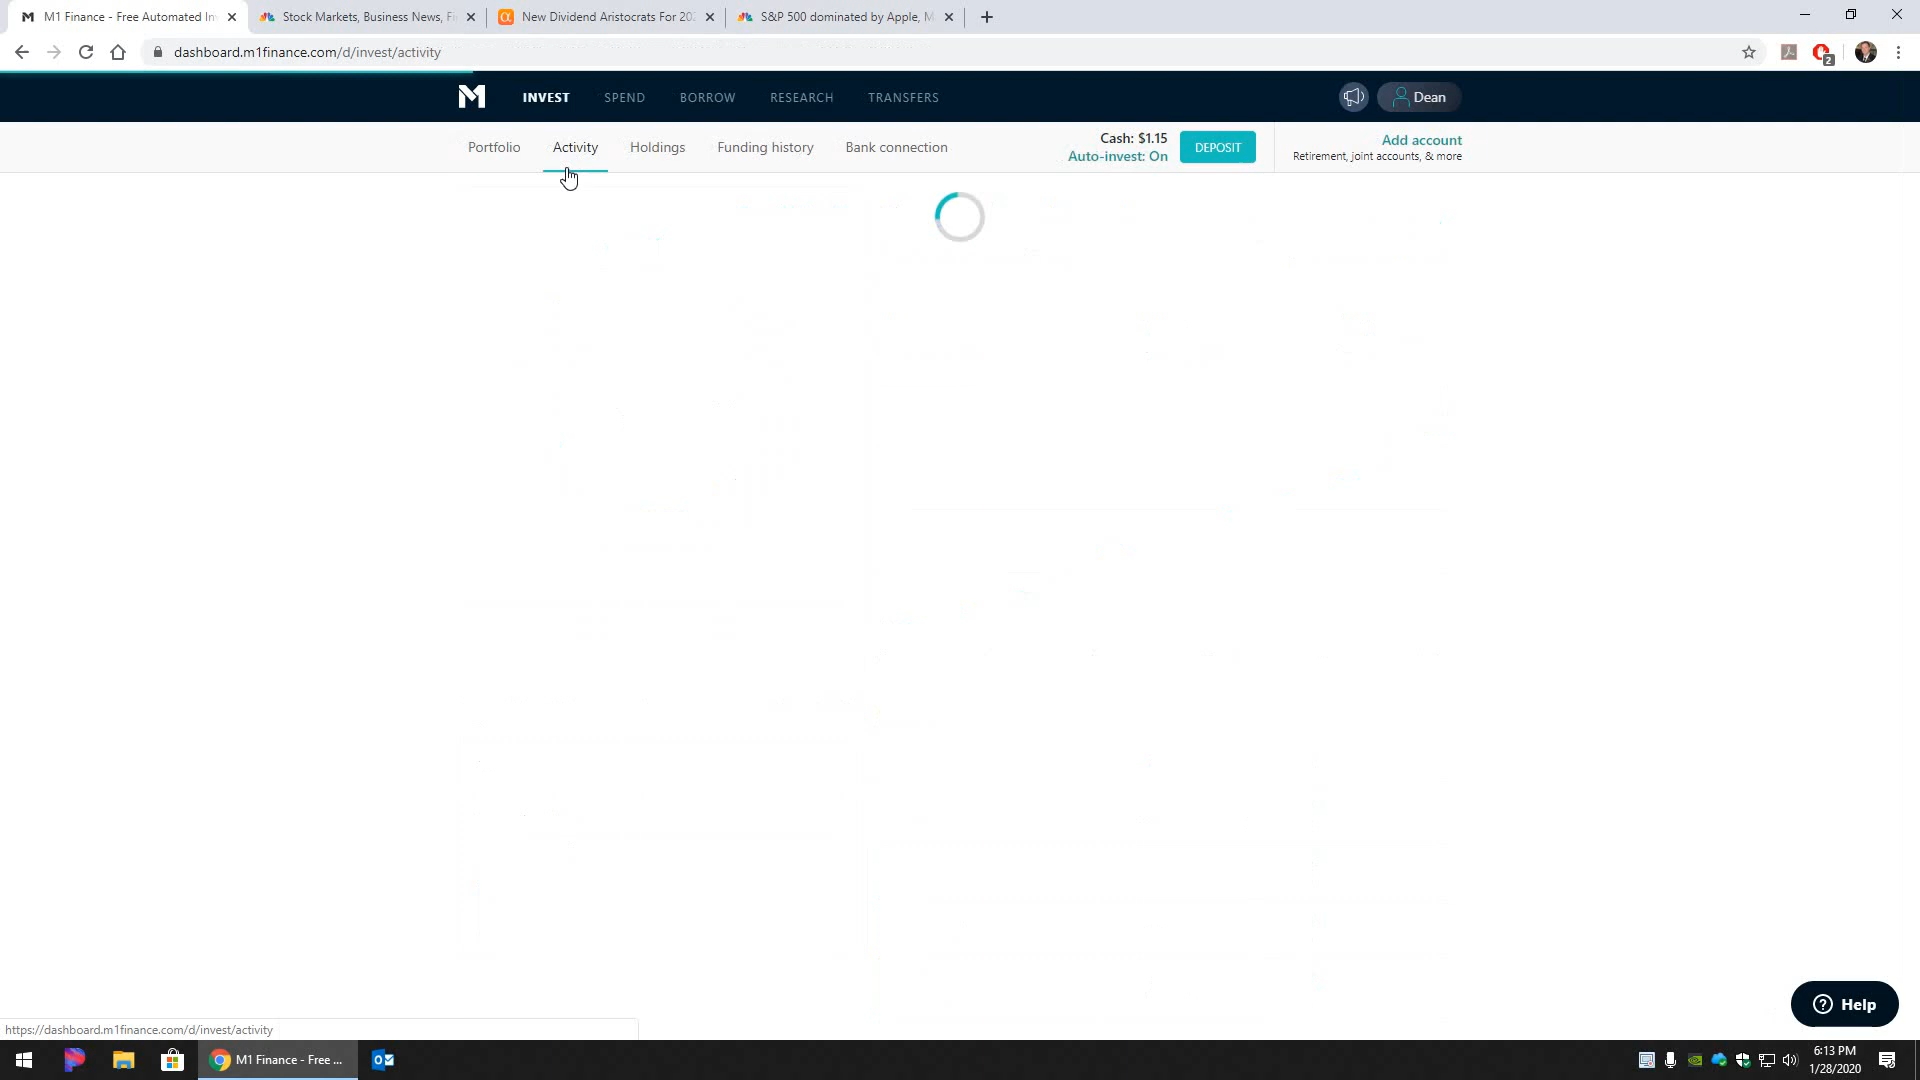 M1 Finance - Free Automated In
Stock Markets, Business News, Fi
New Dividend Aristocrats For 202
S&P 500 dominated by Apple, M
dashboard.m1finance.com/d/invest/activity
2
INVEST
SPEND
BORROW
RESEARCH
TRANSFERS
Dean
Portfolio
Activity
Holdings
Funding history
Bank connection
Cash: $1.15
Auto-invest: On
DEPOSIT
Add account
Retirement, joint accounts, & more
Help
https://dashboard.m1finance.com/d/invest/activity
M1 Finance - Free ...
6:13 PM
1/28/2020